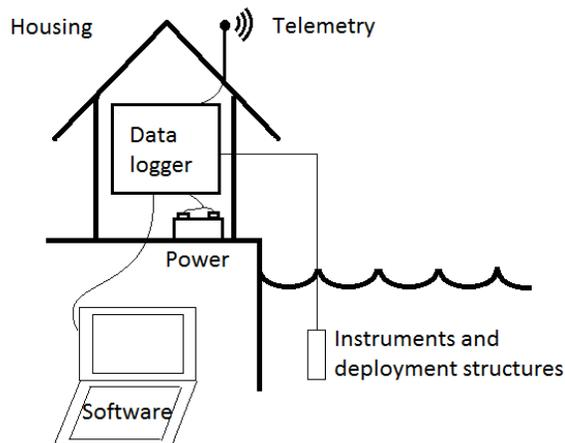 Housing
Telemetry
Data
logger
Power
Instruments and
deployment structures
Software